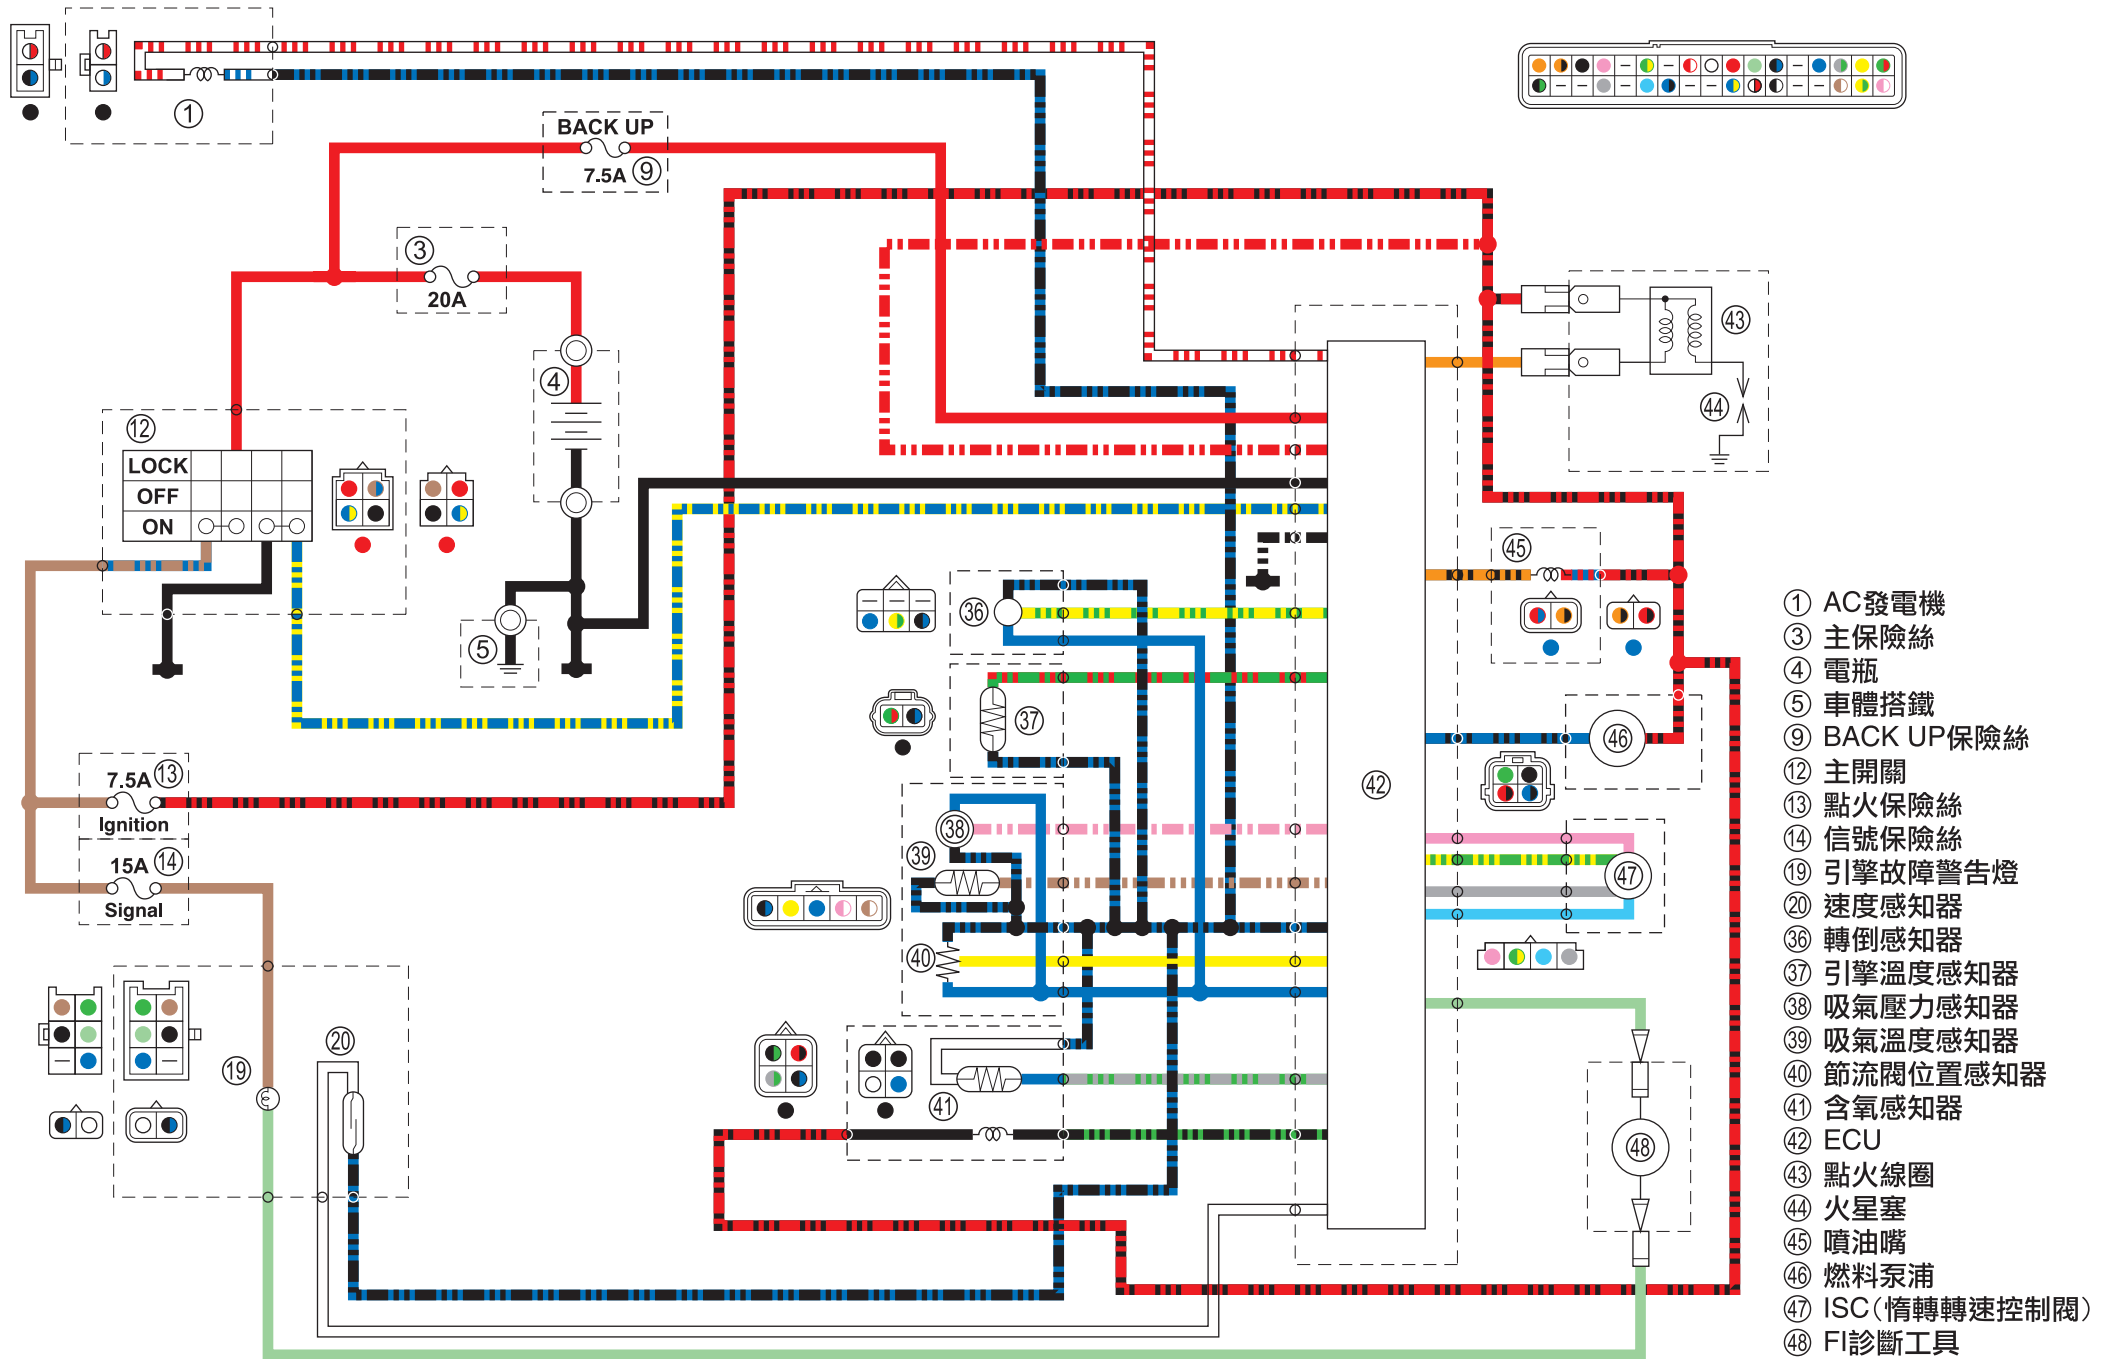 ①
BACK UP
7.5A ⑨
③
20A
④
㊸
㊹
⑫
LOCK
OFF
ON
㊺
⑤
㊱
㊲
㊻
7.5A ⑬
Ignition
15A ⑭
Signal
㊷
㊳
㊴
㊼
㊵
⑳
⑲
㊶
㊽
① AC發電機
③ 主保險絲
④ 電瓶
⑤ 車體搭鐵
⑨ BACK UP保險絲
⑫ 主開關
⑬ 點火保險絲
⑭ 信號保險絲
⑲ 引擎故障警告燈
⑳ 速度感知器
㊱ 轉倒感知器
㊲ 引擎溫度感知器
㊳ 吸氣壓力感知器
㊴ 吸氣溫度感知器
㊵ 節流閥位置感知器
㊶ 含氧感知器
㊷ ECU
㊸ 點火線圈
㊹ 火星塞
㊺ 噴油嘴
㊻ 燃料泵浦
㊼ ISC(惰轉轉速控制閥)
㊽ FI診斷工具